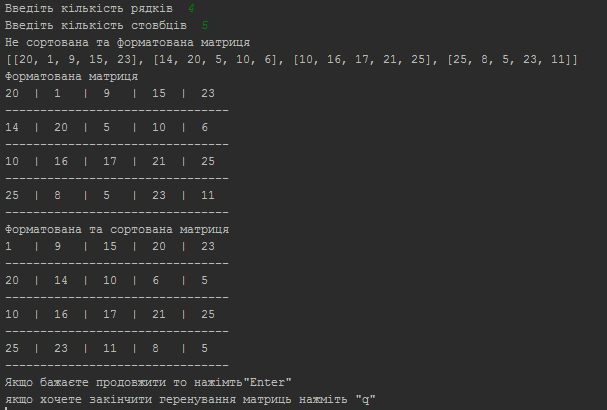 Введіть кількість рядків  4
Введіть кількість стовбців  5
Не сортована та форматована матриця
[[20, 1, 9, 15, 23], [14, 20, 5, 10, 6], [10, 16, 17, 21, 25], [25, 8, 5, 23, 11]]
Форматована матриця
20  |  1   |  9   |  15  |  23
--------------------------------
14  |  20  |  5   |  10  |  6
--------------------------------
10  |  16  |  17  |  21  |  25
--------------------------------
25  |  8   |  5   |  23  |  11
--------------------------------
Форматована та сортована матриця
1   |  9   |  15  |  20  |  23
--------------------------------
20  |  14  |  10  |  6   |  5
--------------------------------
10  |  16  |  17  |  21  |  25
--------------------------------
25  |  23  |  11  |  8   |  5
--------------------------------
Якщо бажаєте продовжити то нажімть"Enter"
якщо хочете закінчити геренування матриць нажміть "q"